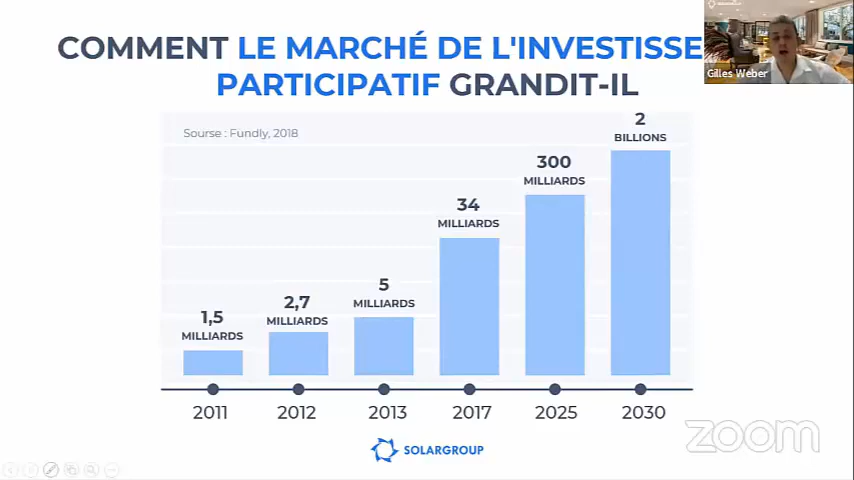 COMMENT LE MARCHÉ DE L'INVESTISSE
PARTICIPATIF GRANDIT-IL
Gilles Weber
Sourse : Fundly, 2018
1,5
MILLIARDS
2,7
MILLIARDS
5
MILLIARDS
34
MILLIARDS
300
MILLIARDS
2
BILLIONS
2011
2012
2013
2017
2025
2030
SOLARGROUP
zoom